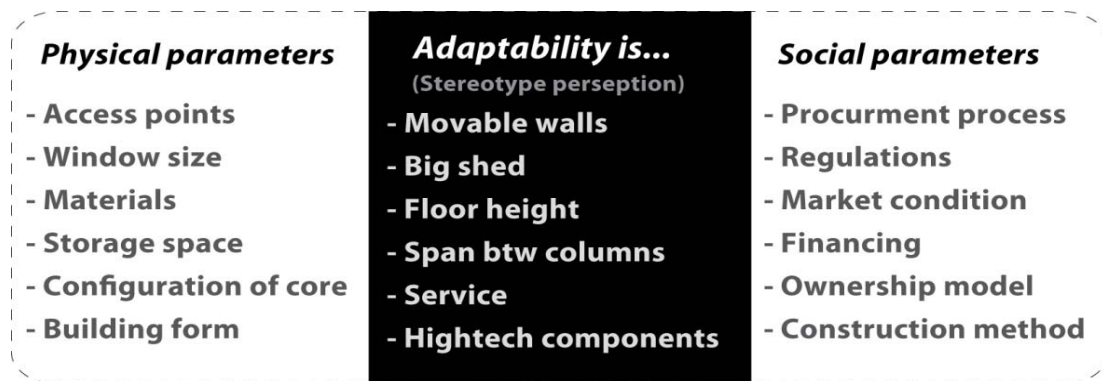 Physical parameters
- Access points
- Window size
- Materials
- Storage space
- Configuration of core
- Building form
Adaptability is...
(Stereotype perseption)
- Movable walls
- Big shed
- Floor height
- Span btw columns
- Service
- Hightech components
Social parameters
- Procurment process
- Regulations
- Market condition
- Financing
- Ownership model
- Construction method